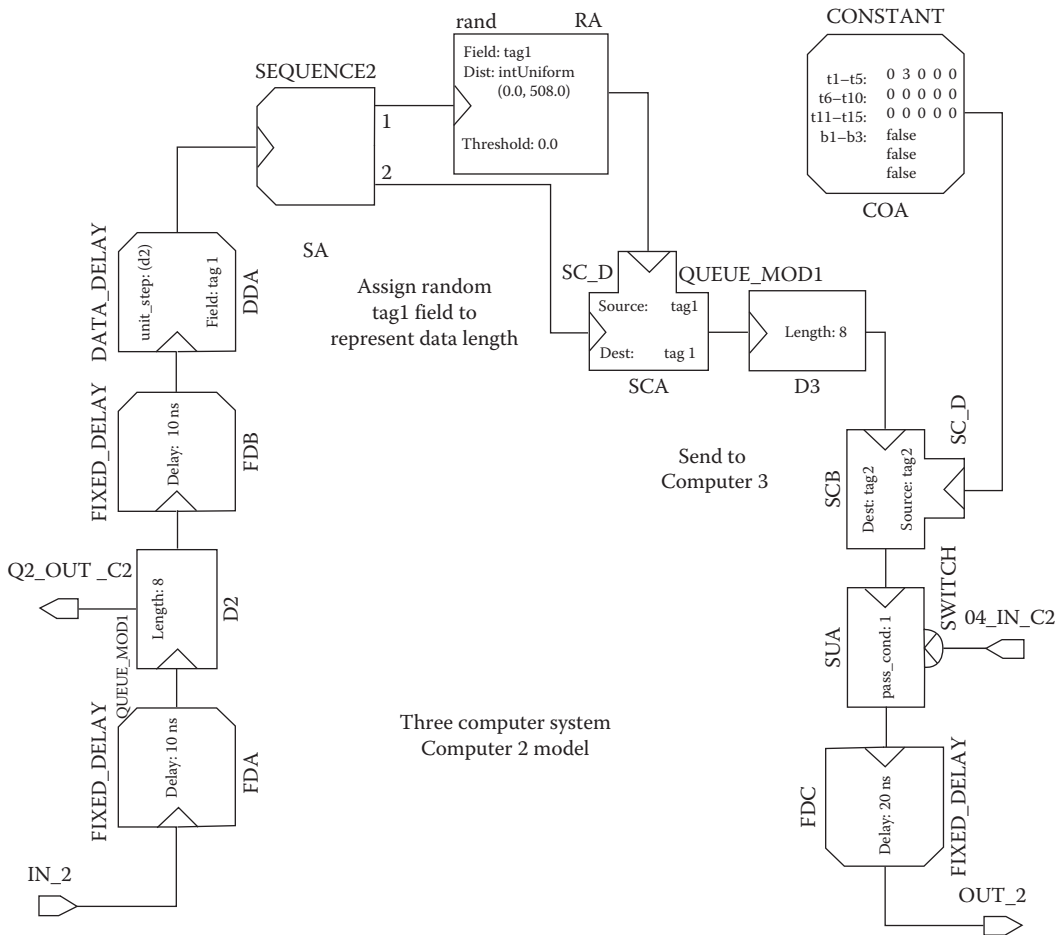 CONSTANT
COA
t1–t5: 0 3 0 0 0
t6–t10: 0 0 0 0 0
t11–t15: 0 0 0 0 0
b1–b3: false
false
false
rand
RA
Field: tag1
Dist: intUniform
(0.0, 508.0)
Threshold: 0.0
SEQUENCE2
1
2
SA
DATA_DELAY
unit_step: (d2)
Field: tag 1
DDA
Assign random
tag1 field to
represent data length
SC_D
Source: tag1
Dest: tag 1
SCA
QUEUE_MOD1
Length: 8
D3
FIXED_DELAY
Delay: 10 ns
FDB
Send to
Computer 3
SCB
Dest: tag2
Source: tag2
SC_D
Q2_OUT _C2
QUEUE_MOD1
Length: 8
D2
SUA
pass_cond: 1
SWITCH
04_IN_C2
FIXED_DELAY
Delay: 10 ns
FDA
Three computer system
Computer 2 model
FDC
Delay: 20 ns
FIXED_DELAY
IN_2
OUT_2